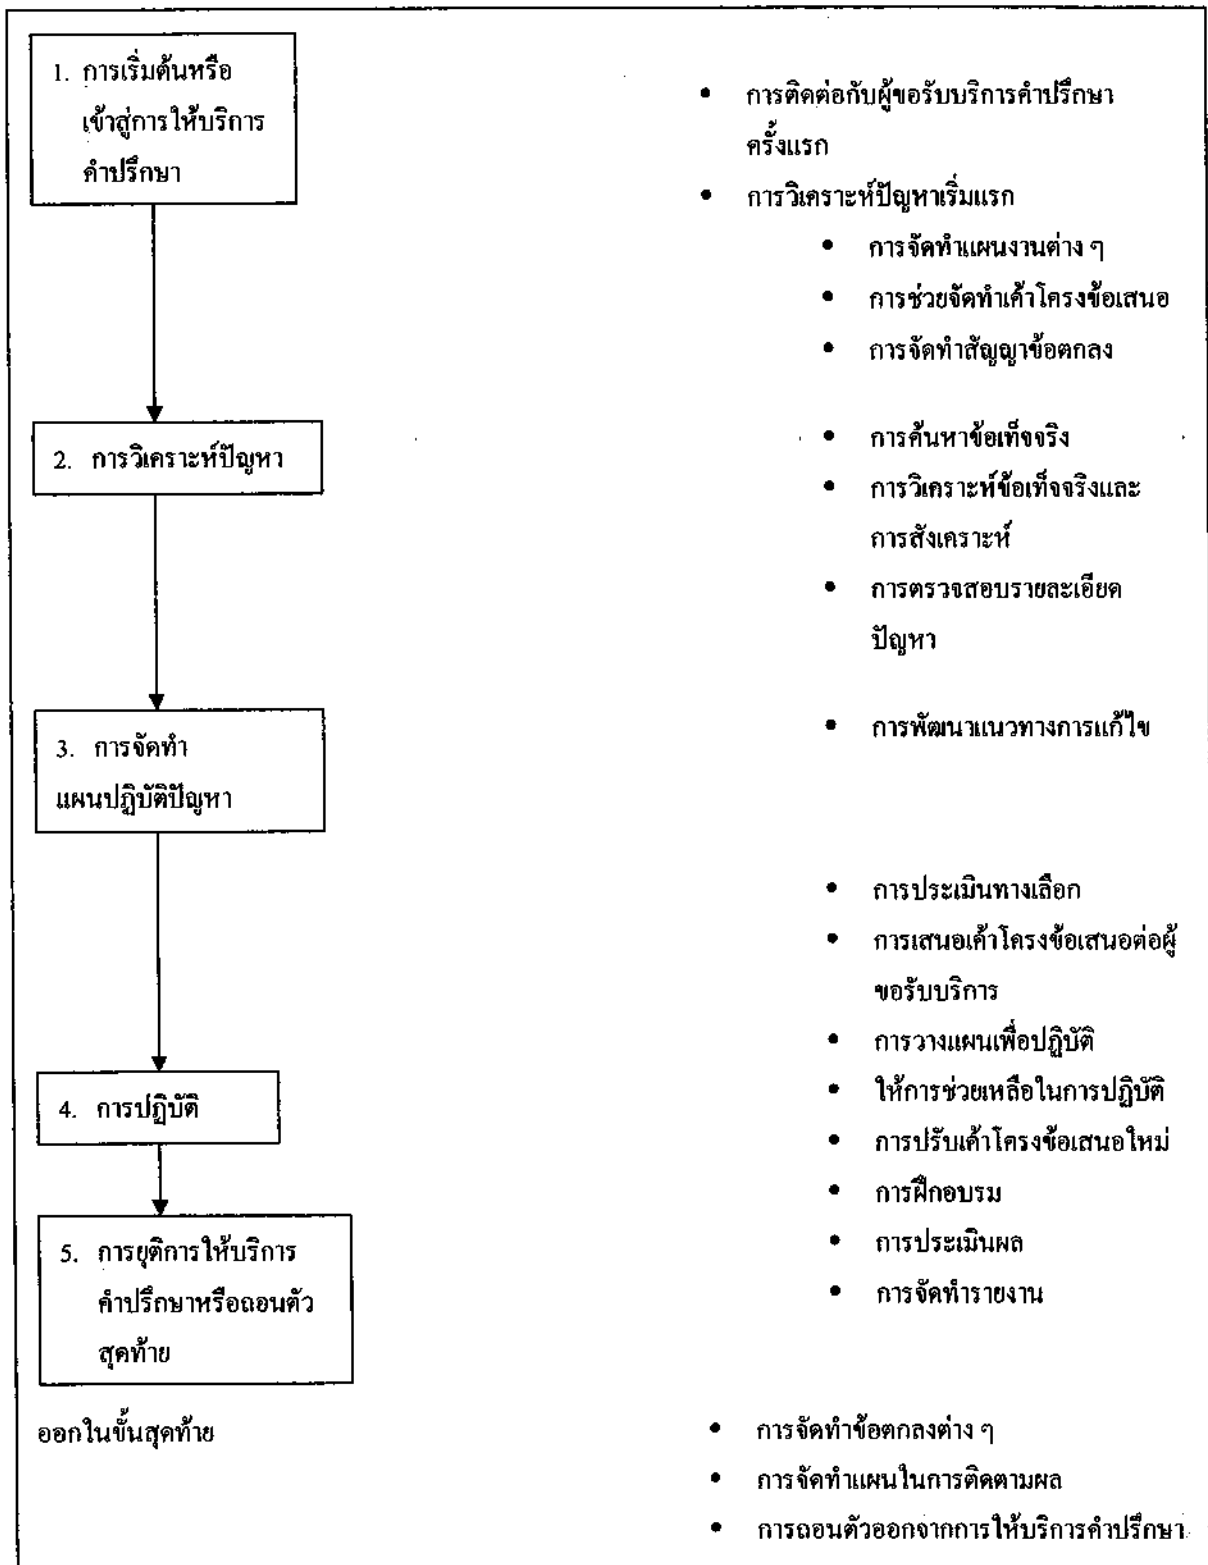 1. การเริ่มต้นหรือ
เข้าสู่การให้บริการ
คำปรึกษา
• การติดต่อกับผู้ขอรับบริการคำปรึกษา
ครั้งแรก
• การวิเคราะห์ปัญหาเริ่มแรก
• การจัดทำแผนงานต่าง ๆ
• การช่วยจัดทำเค้าโครงข้อเสนอ
• การจัดทำสัญญาข้อตกลง
2. การวิเคราะห์ปัญหา
• การค้นหาข้อเท็จจริง
• การวิเคราะห์ข้อเท็จจริงและ
การสังเคราะห์
• การตรวจสอบรายละเอียด
ปัญหา
3. การจัดทำ
แผนปฏิบัติปัญหา
• การพัฒนาแนวทางการแก้ไข
• การประเมินทางเลือก
• การเสนอเค้าโครงข้อเสนอต่อผู้
ขอรับบริการ
• การวางแผนเพื่อปฏิบัติ
4. การปฏิบัติ
• ให้การช่วยเหลือในการปฏิบัติ
• การปรับเค้าโครงข้อเสนอใหม่
• การฝึกอบรม
5. การยุติการให้บริการ
คำปรึกษาหรือถอนตัว
สุดท้าย
• การประเมินผล
• การจัดทำรายงาน
ออกในขั้นสุดท้าย
• การจัดทำข้อตกลงต่าง ๆ
• การจัดทำแผนในการติดตามผล
• การถอนตัวออกจากการให้บริการคำปรึกษา